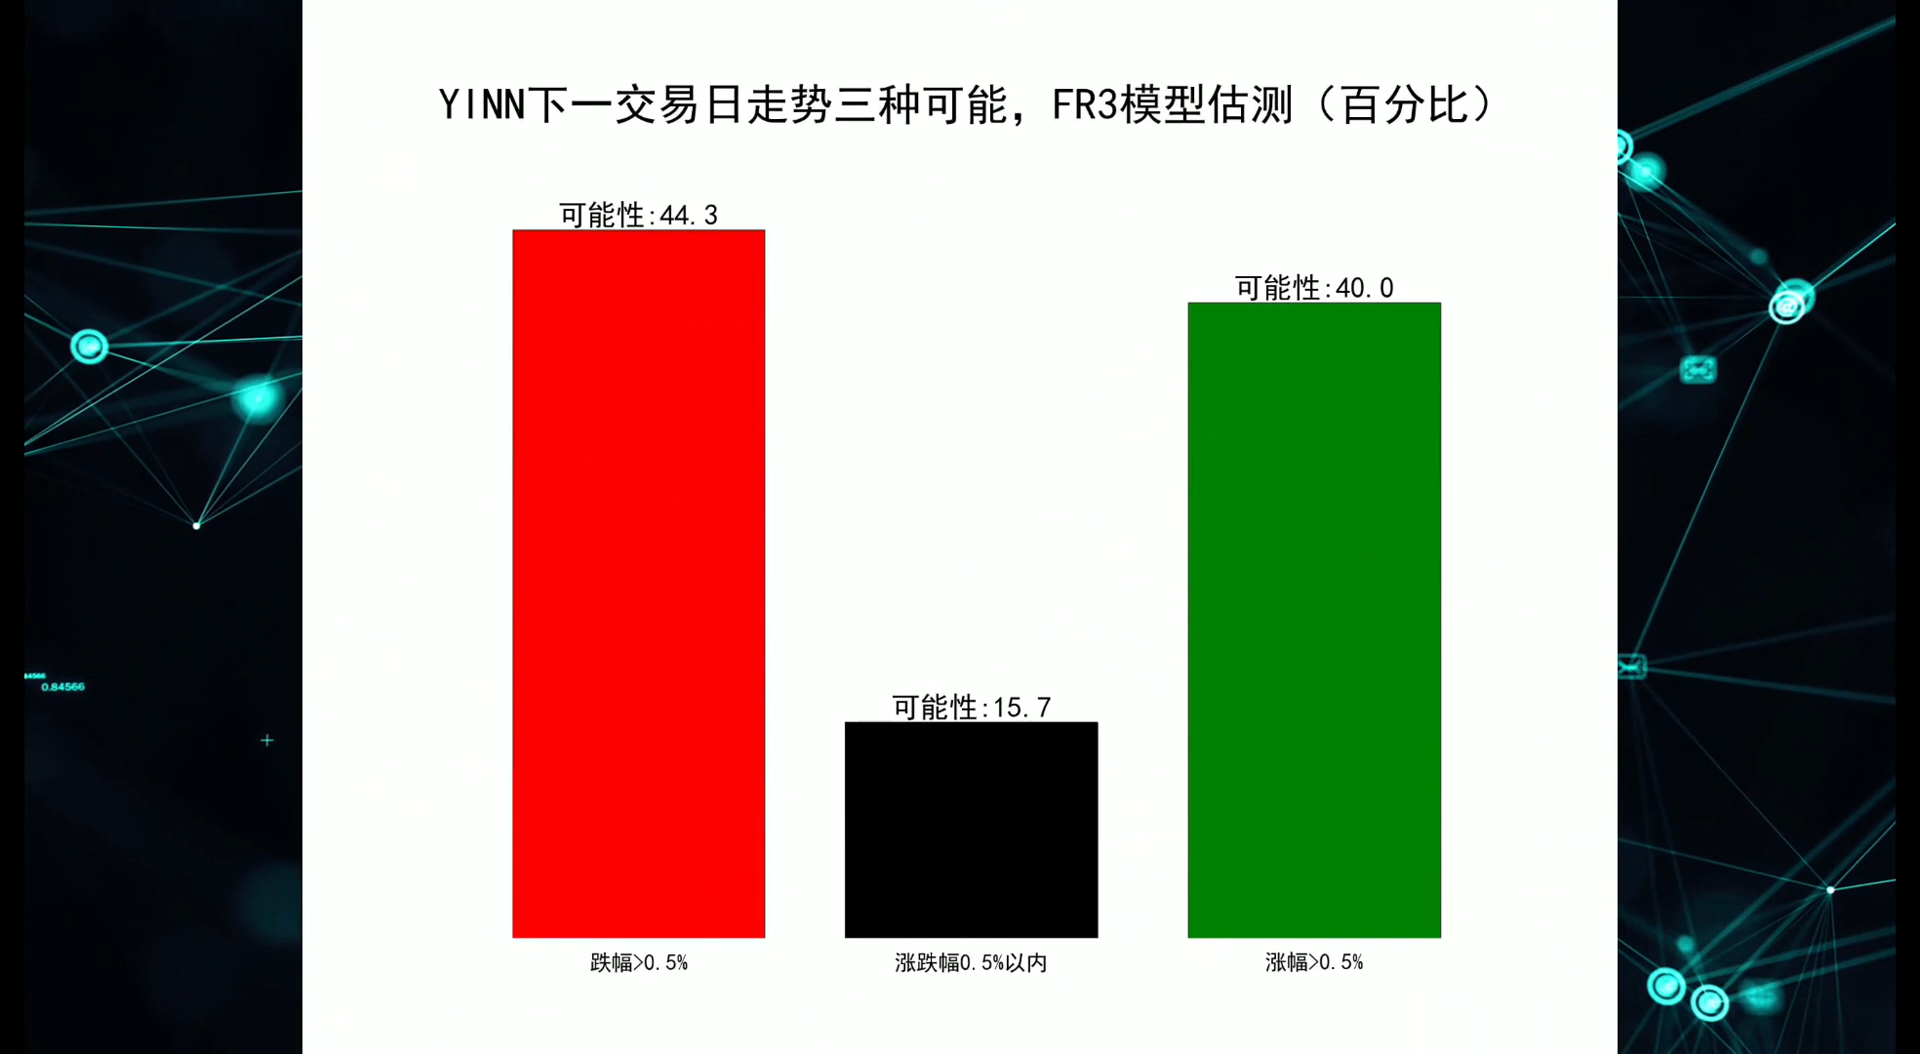 YINN下一交易日走势三种可能，FR3模型估测（百分比）
可能性:44.3
可能性:40.0
可能性:15.7
跌幅>0.5%
涨跌幅0.5%以内
涨幅>0.5%
84566
0.84566